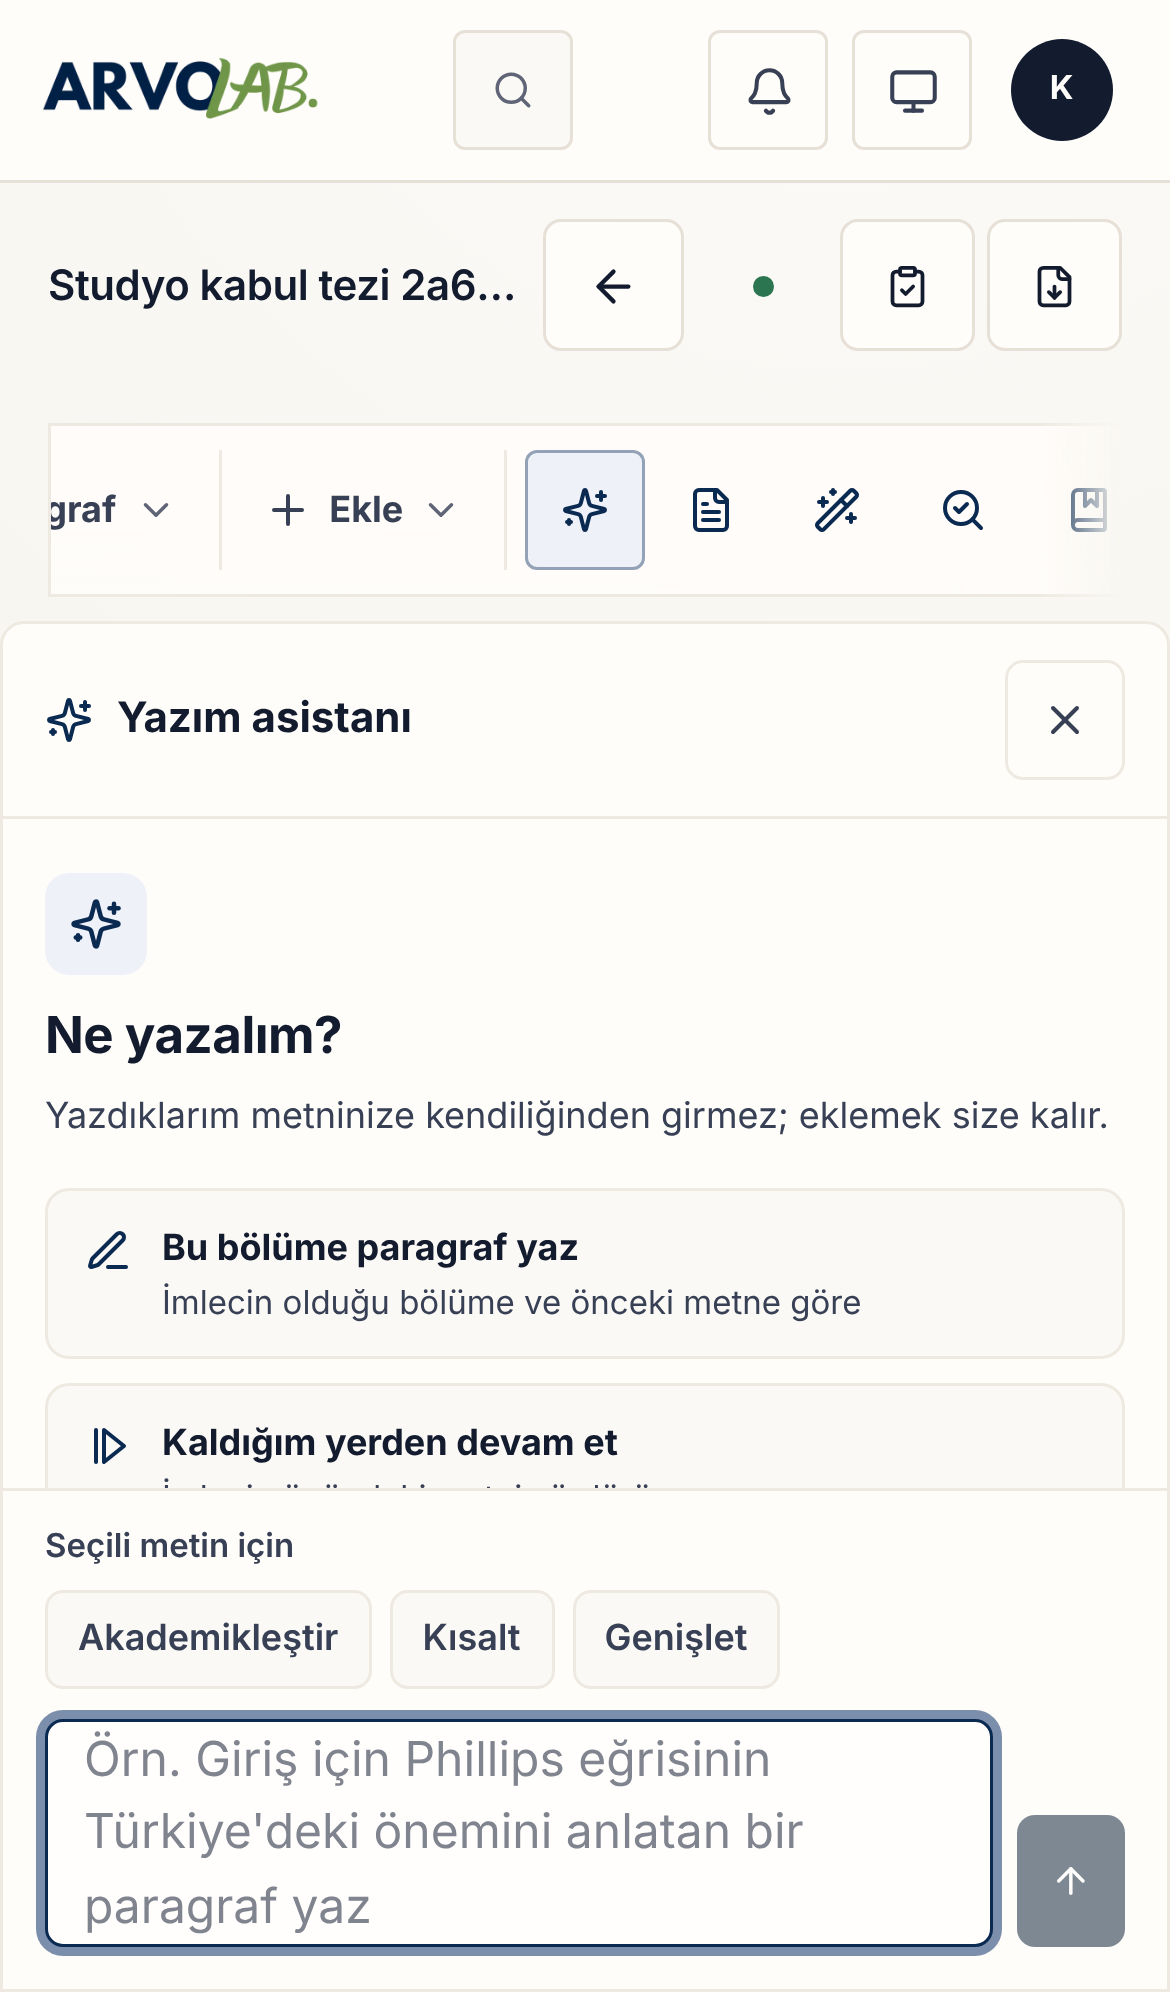 ARVOLAB.
K
Studyo kabul tezi 2a6...
graf
Ekle
Yazım asistanı
Ne yazalım?
Yazdıklarım metninize kendiliğinden girmez; eklemek size kalır.
Bu bölüme paragraf yaz
İmlecin olduğu bölüme ve önceki metne göre
Kaldığım yerden devam et
Seçili metin için
Akademikleştir
Kısalt
Genişlet
Örn. Giriş için Phillips eğrisinin
Türkiye'deki önemini anlatan bir
paragraf yaz